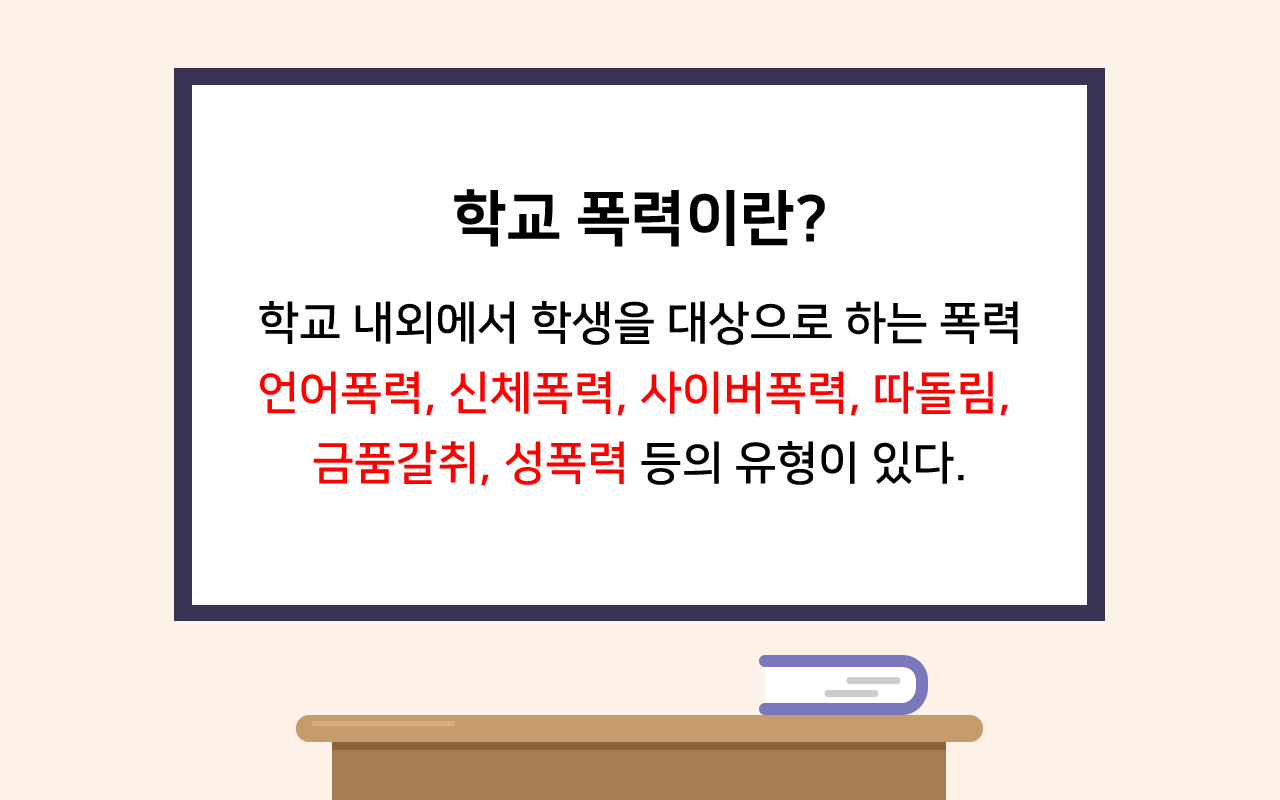 학교 폭력이란?
학교 내외에서 학생을 대상으로 하는 폭력
언어폭력, 신체폭력, 사이버폭력, 따돌림,
금품갈취, 성폭력 등의 유형이 있다.